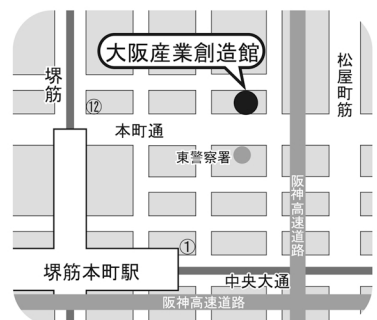 大阪産業創造館
堺筋
松屋町筋
⑫
本町通
東警察署
阪神高速道路
①
堺筋本町駅
中央大通
阪神高速道路